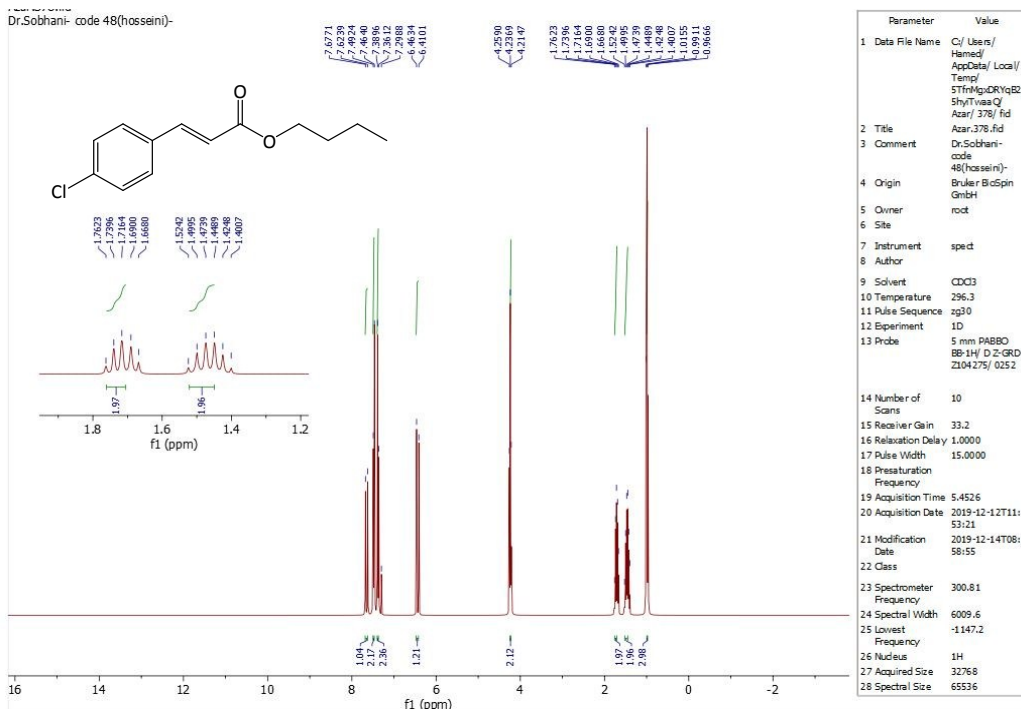 Dr.Sobhani- code 48(hosseini)-
7.6771
7.6239
7.4924
7.4640
7.3896
7.3612
7.2988
6.4634
6.4101
4.2590
4.2369
4.2147
1.7623
1.7396
1.7164
1.6900
1.6680
1.5242
1.4995
1.4739
1.4489
1.4248
1.4007
1.0155
0.9911
0.9666
O
O
Cl
1.7623
1.7396
1.7164
1.6900
1.6680
1.5242
1.4995
1.4739
1.4489
1.4248
1.4007
1.97
1.96
1.8 1.6 1.4 1.2
f1 (ppm)
1.04
2.17
2.36
1.21
2.12
1.97
1.96
2.98
16 14 12 10 8 6 4 2 0 -2
f1 (ppm)
Parameter Value
1 Data File Name C:/ Users/
Hamed/
AppData/ Local/
Temp/
Azar/ 378/ fid
2 Title Azar.378.fid
3 Comment Dr.Sobhani-
code
48(hosseini)-
4 Origin Bruker BioSpin
GmbH
5 Owner root
6 Site
7 Instrument spect
8 Author
9 Solvent CDCl3
10 Temperature 296.3
11 Pulse Sequence zg30
12 Experiment 1D
13 Probe 5 mm PABBO
BB-1H/ D Z-GRD
Z104275/ 0252
14 Number of 10
Scans
15 Receiver Gain 33.2
16 Relaxation Delay 1.0000
17 Pulse Width 15.0000
18 Presaturation
Frequency
19 Acquisition Time 5.4526
20 Acquisition Date 2019-12-12T11:
53:21
21 Modification 2019-12-14T08:
Date 58:55
22 Class
23 Spectrometer 300.81
Frequency
24 Spectral Width 6009.6
25 Lowest -1147.2
Frequency
26 Nucleus 1H
27 Acquired Size 32768
28 Spectral Size 65536